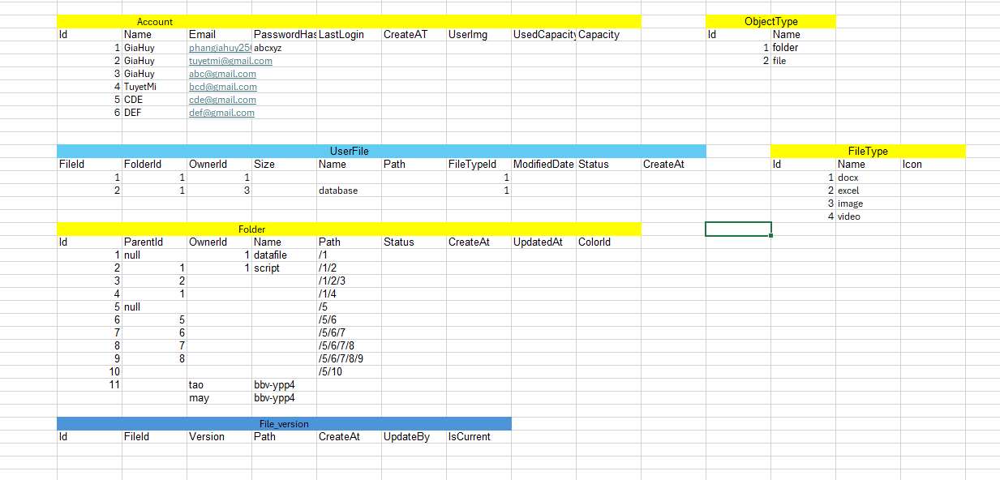 Account ObjectType
Id Name Email PasswordHas LastLogin CreateAT UserImg UsedCapacity Capacity Id Name
1 GiaHuy phangiahuy25 abcxyz 1 folder
2 GiaHuy tuyetmi@gmail.com 2 file
3 GiaHuy abc@gmail.com
4 TuyetMi bcd@gmail.com
5 CDE cde@gmail.com
6 DEF def@gmail.com
UserFile FileType
FileId FolderId OwnerId Size Name Path FileTypeId ModifiedDate Status CreateAt Id Name Icon
1 1 1 1 1 docx
2 1 3 database 1 2 excel
3 image
4 video
Folder
Id ParentId OwnerId Name Path Status CreateAt UpdatedAt ColorId
1 null 1 datafile /1
2 1 1 script /1/2
3 2 /1/2/3
4 1 /1/4
5 null /5
6 5 /5/6
7 6 /5/6/7
8 7 /5/6/7/8
9 8 /5/6/7/8/9
10 /5/10
11 tao bbv-ypp4
may bbv-ypp4
File_version
Id FileId Version Path CreateAt UpdateBy IsCurrent